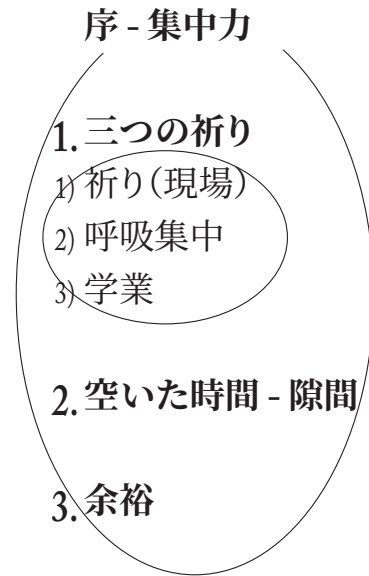 序 - 集中力
1. 三つの祈り
1) 祈り（現場）
2) 呼吸集中
3) 学業
2. 空いた時間 - 隙間
3. 余裕